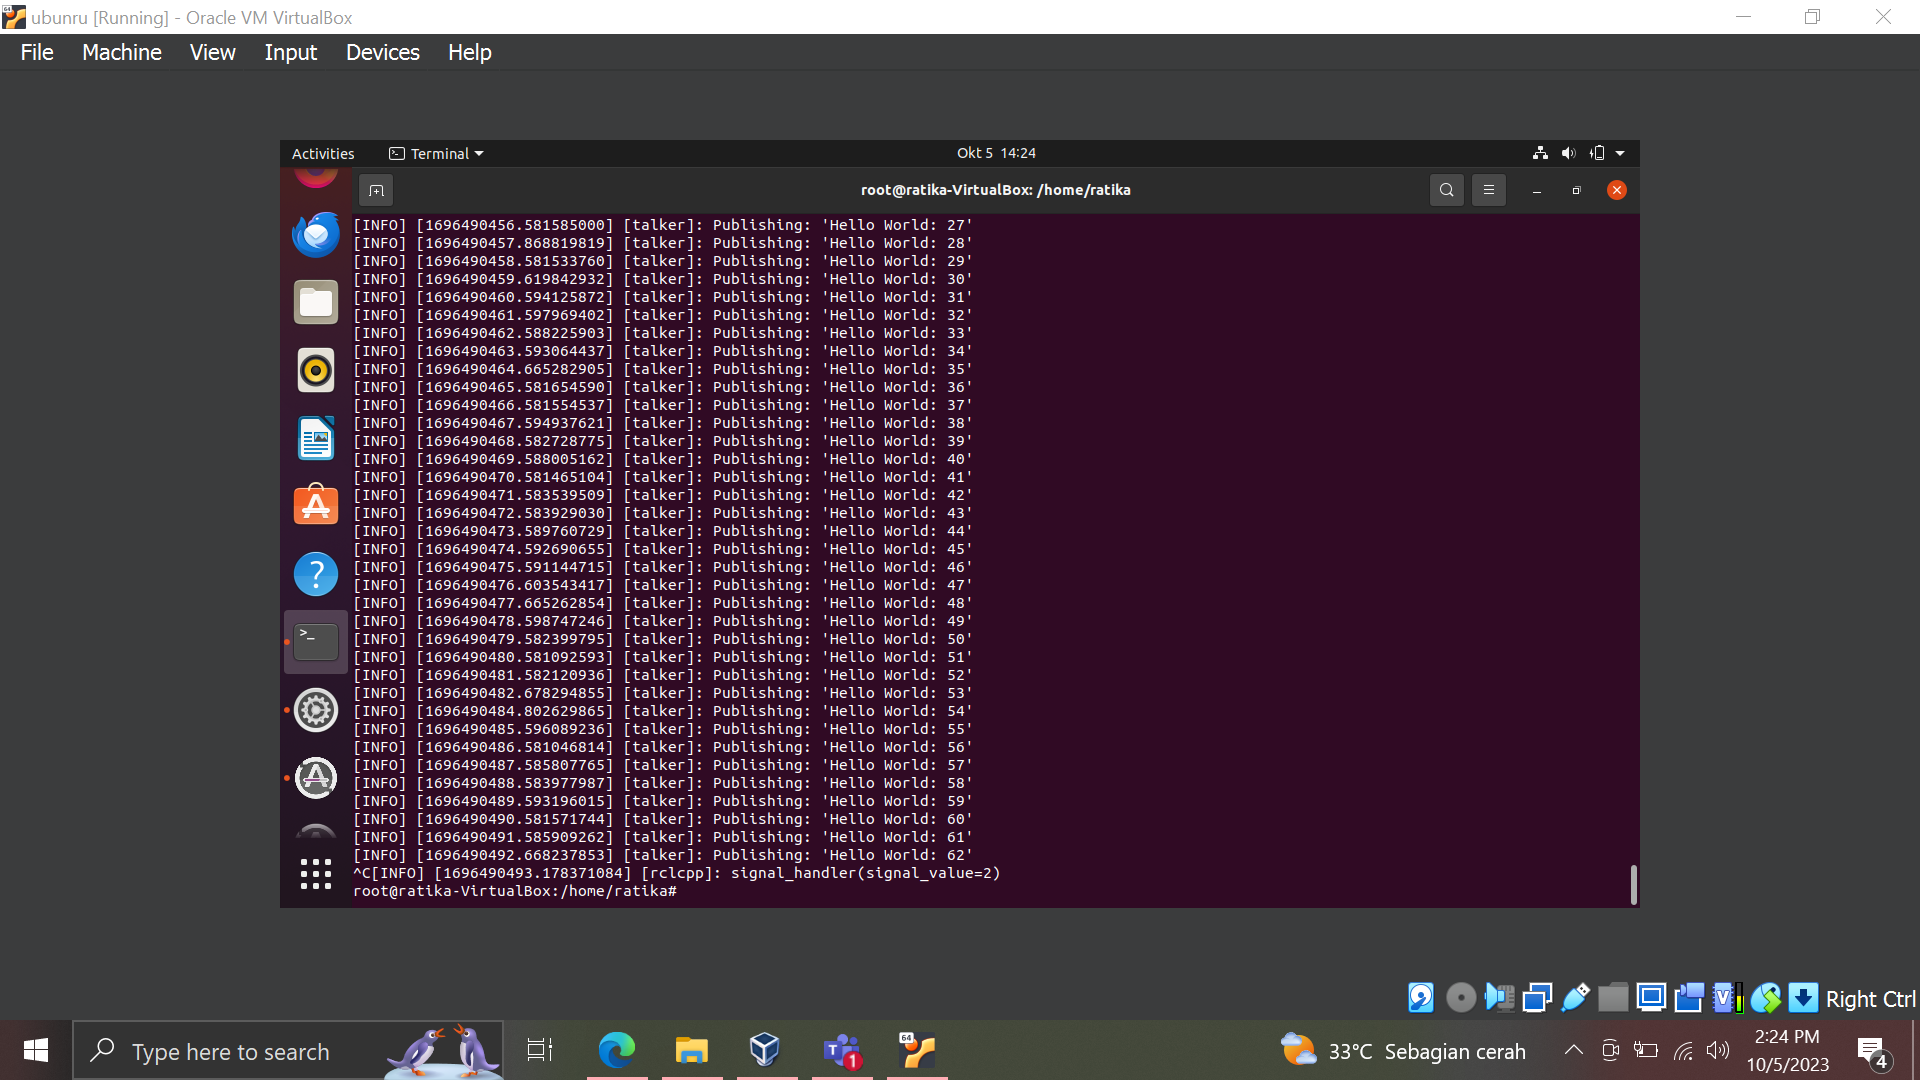 ubunru [Running] - Oracle VM VirtualBox
File Machine View Input Devices Help
Activities Terminal Okt 5 14:24
root@ratika-VirtualBox: /home/ratika
[INFO] [1696490456.581585000] [talker]: Publishing: 'Hello World: 27'
[INFO] [1696490457.868819819] [talker]: Publishing: 'Hello World: 28'
[INFO] [1696490458.581533760] [talker]: Publishing: 'Hello World: 29'
[INFO] [1696490459.619842932] [talker]: Publishing: 'Hello World: 30'
[INFO] [1696490460.594125872] [talker]: Publishing: 'Hello World: 31'
[INFO] [1696490461.597969402] [talker]: Publishing: 'Hello World: 32'
[INFO] [1696490462.588225903] [talker]: Publishing: 'Hello World: 33'
[INFO] [1696490463.593064437] [talker]: Publishing: 'Hello World: 34'
[INFO] [1696490464.665282905] [talker]: Publishing: 'Hello World: 35'
[INFO] [1696490465.581654590] [talker]: Publishing: 'Hello World: 36'
[INFO] [1696490466.581554537] [talker]: Publishing: 'Hello World: 37'
[INFO] [1696490467.594937621] [talker]: Publishing: 'Hello World: 38'
[INFO] [1696490468.582728775] [talker]: Publishing: 'Hello World: 39'
[INFO] [1696490469.588005162] [talker]: Publishing: 'Hello World: 40'
[INFO] [1696490470.581465104] [talker]: Publishing: 'Hello World: 41'
[INFO] [1696490471.583539509] [talker]: Publishing: 'Hello World: 42'
[INFO] [1696490472.583929030] [talker]: Publishing: 'Hello World: 43'
[INFO] [1696490473.589760729] [talker]: Publishing: 'Hello World: 44'
[INFO] [1696490474.592690655] [talker]: Publishing: 'Hello World: 45'
[INFO] [1696490475.591144715] [talker]: Publishing: 'Hello World: 46'
[INFO] [1696490476.603543417] [talker]: Publishing: 'Hello World: 47'
[INFO] [1696490477.665262854] [talker]: Publishing: 'Hello World: 48'
[INFO] [1696490478.598747246] [talker]: Publishing: 'Hello World: 49'
[INFO] [1696490479.582399795] [talker]: Publishing: 'Hello World: 50'
[INFO] [1696490480.581092593] [talker]: Publishing: 'Hello World: 51'
[INFO] [1696490481.582120936] [talker]: Publishing: 'Hello World: 52'
[INFO] [1696490482.678294855] [talker]: Publishing: 'Hello World: 53'
[INFO] [1696490484.802629865] [talker]: Publishing: 'Hello World: 54'
[INFO] [1696490485.596089236] [talker]: Publishing: 'Hello World: 55'
[INFO] [1696490486.581046814] [talker]: Publishing: 'Hello World: 56'
[INFO] [1696490487.585807765] [talker]: Publishing: 'Hello World: 57'
[INFO] [1696490488.583977987] [talker]: Publishing: 'Hello World: 58'
[INFO] [1696490489.593196015] [talker]: Publishing: 'Hello World: 59'
[INFO] [1696490490.581571744] [talker]: Publishing: 'Hello World: 60'
[INFO] [1696490491.585909262] [talker]: Publishing: 'Hello World: 61'
[INFO] [1696490492.668237853] [talker]: Publishing: 'Hello World: 62'
^C[INFO] [1696490493.178371084] [rclcpp]: signal_handler(signal_value=2)
root@ratika-VirtualBox:/home/ratika#
Right Ctrl
Type here to search
33°C Sebagian cerah
2:24 PM
10/5/2023
4